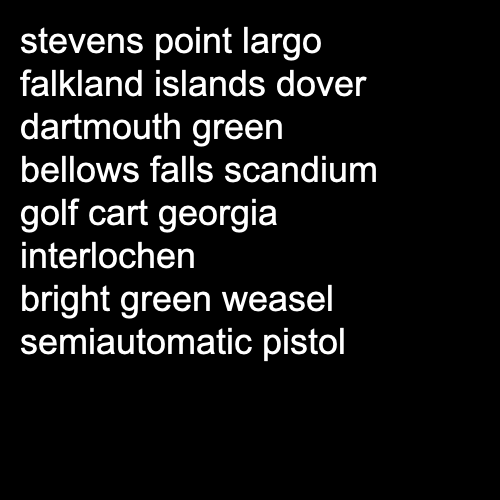 stevens point largo
falkland islands dover
dartmouth green
bellows falls scandium
golf cart georgia
interlochen
bright green weasel
semiautomatic pistol